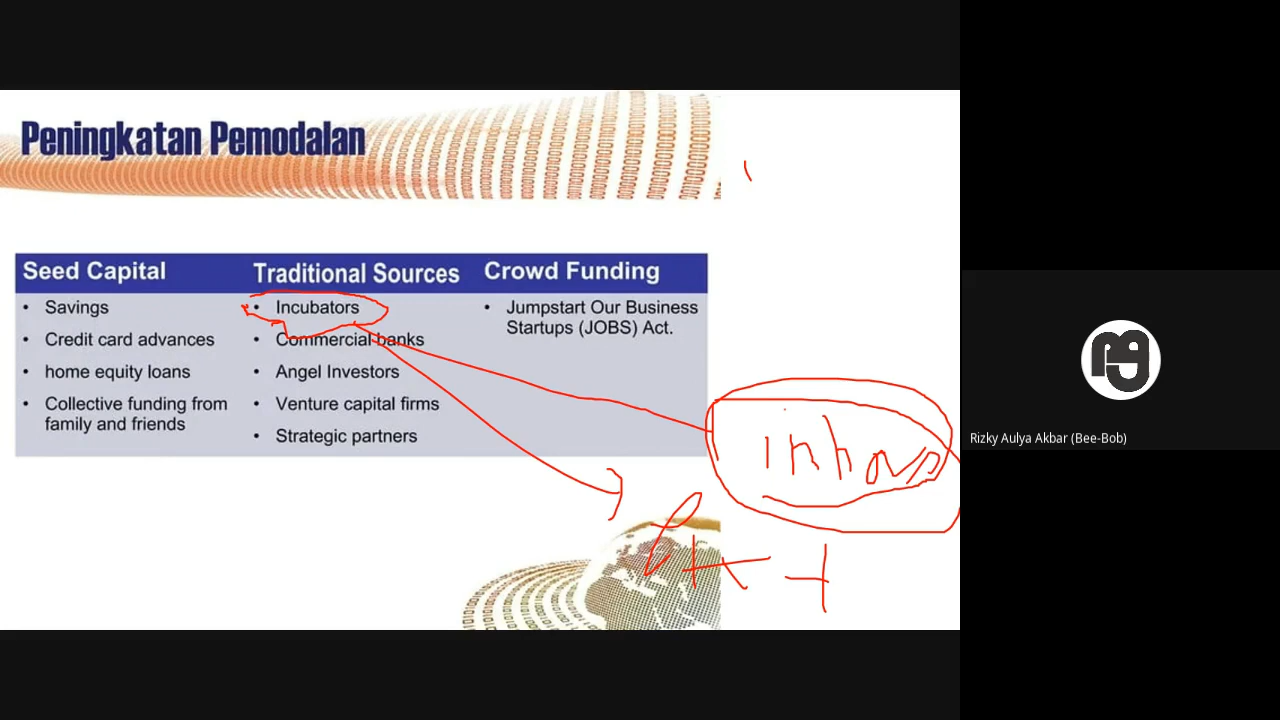 Peningkatan Pemodalan
Seed Capital
• Savings
• Credit card advances
• home equity loans
• Collective funding from
family and friends
Traditional Sources
• Incubators
• Commercial banks
• Angel Investors
• Venture capital firms
• Strategic partners
Crowd Funding
• Jumpstart Our Business
Startups (JOBS) Act.
Rizky Aulya Akbar (Bee-Bob)